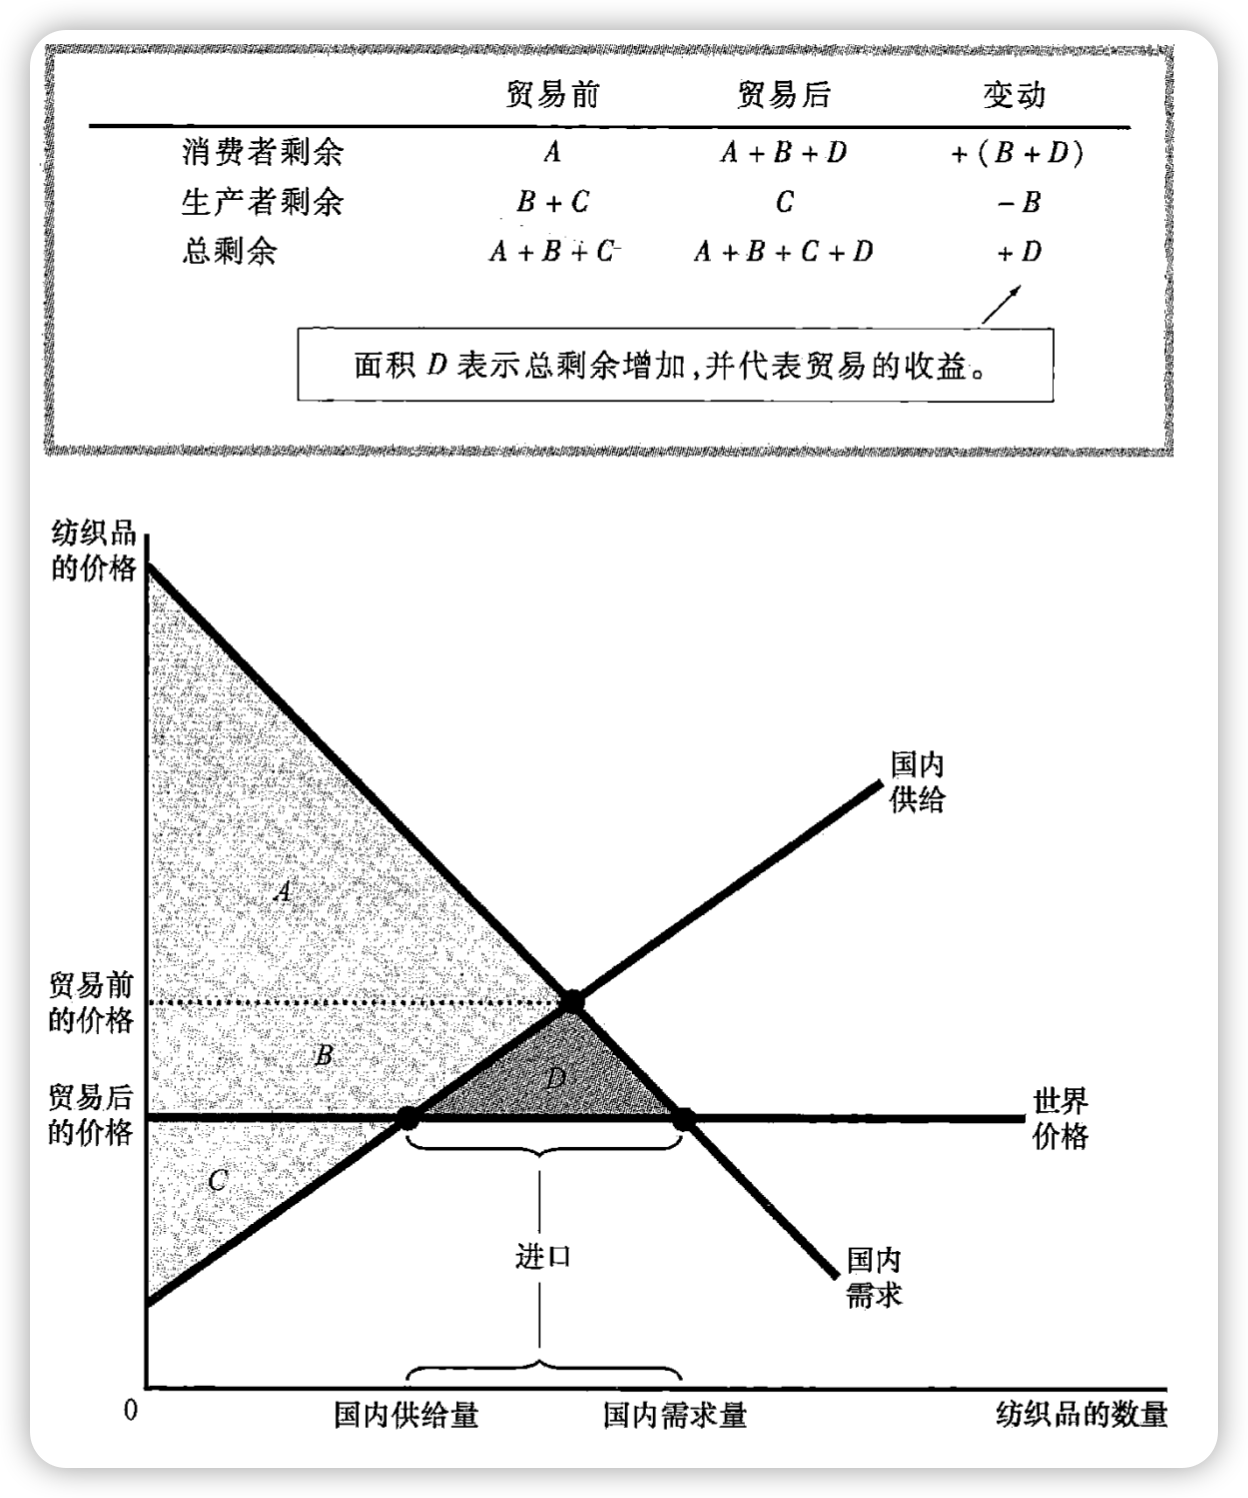 贸易前 贸易后 变动
消费者剩余 A A + B + D + ( B + D )
生产者剩余 B + C C - B
总剩余 A + B + C A + B + C + D + D
面积 D 表示总剩余增加,并代表贸易的收益。
纺织品
的价格
国内
供给
A
贸易前
的价格
B
D
贸易后
的价格
世界
价格
C
进口
国内
需求
0
国内供给量
国内需求量
纺织品的数量